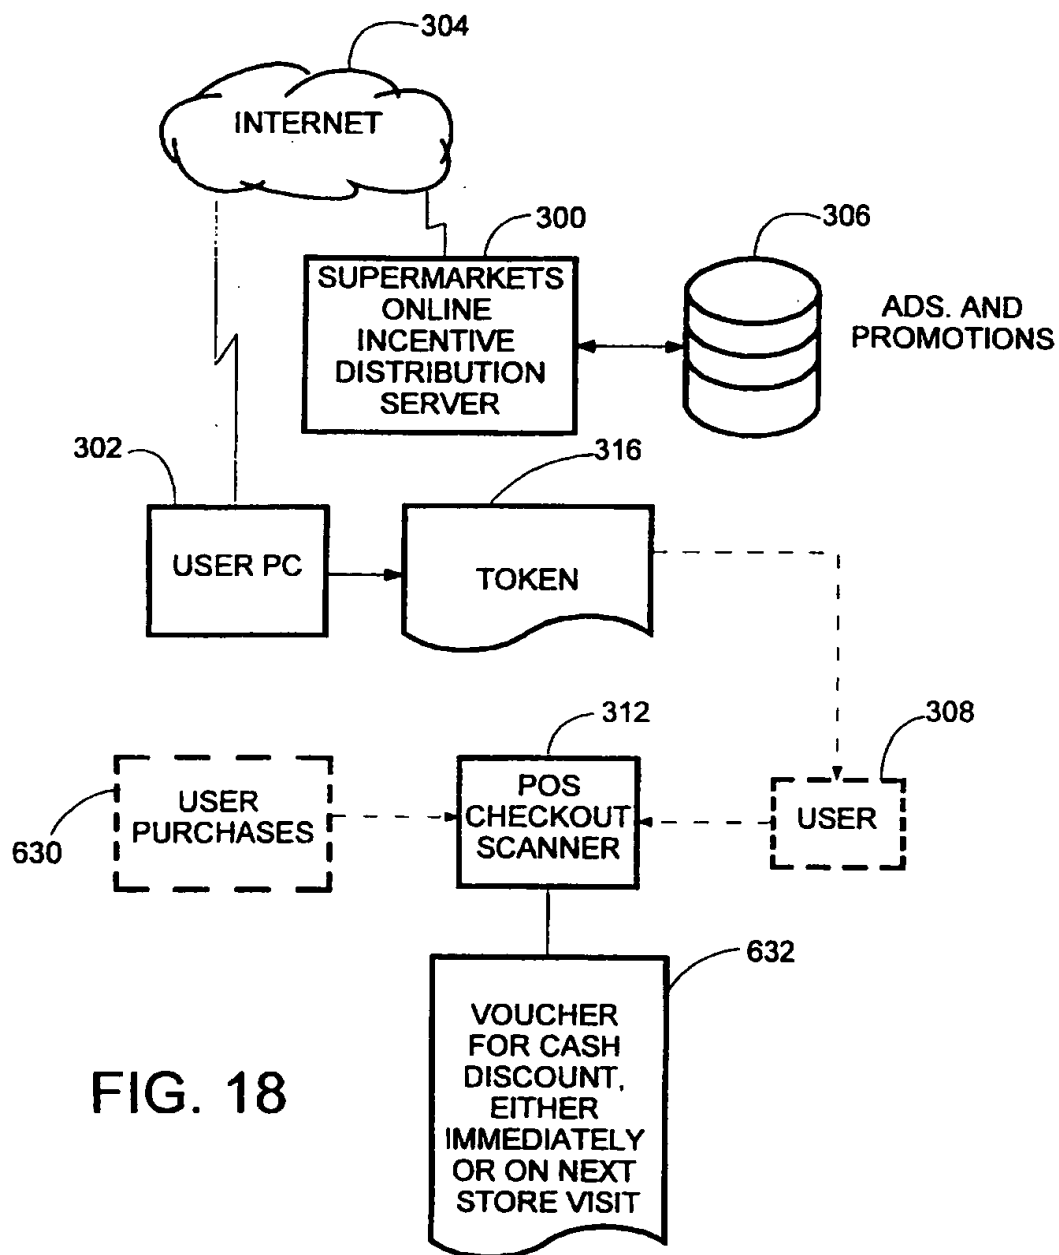 304
INTERNET
300
306
SUPERMARKETS
ONLINE
INCENTIVE
DISTRIBUTION
SERVER
ADS. AND
PROMOTIONS
302
316
USER PC
TOKEN
312
308
USER
PURCHASES
630
POS
CHECKOUT
SCANNER
USER
632
VOUCHER
FOR CASH
DISCOUNT,
EITHER
IMMEDIATELY
OR ON NEXT
STORE VISIT
FIG. 18